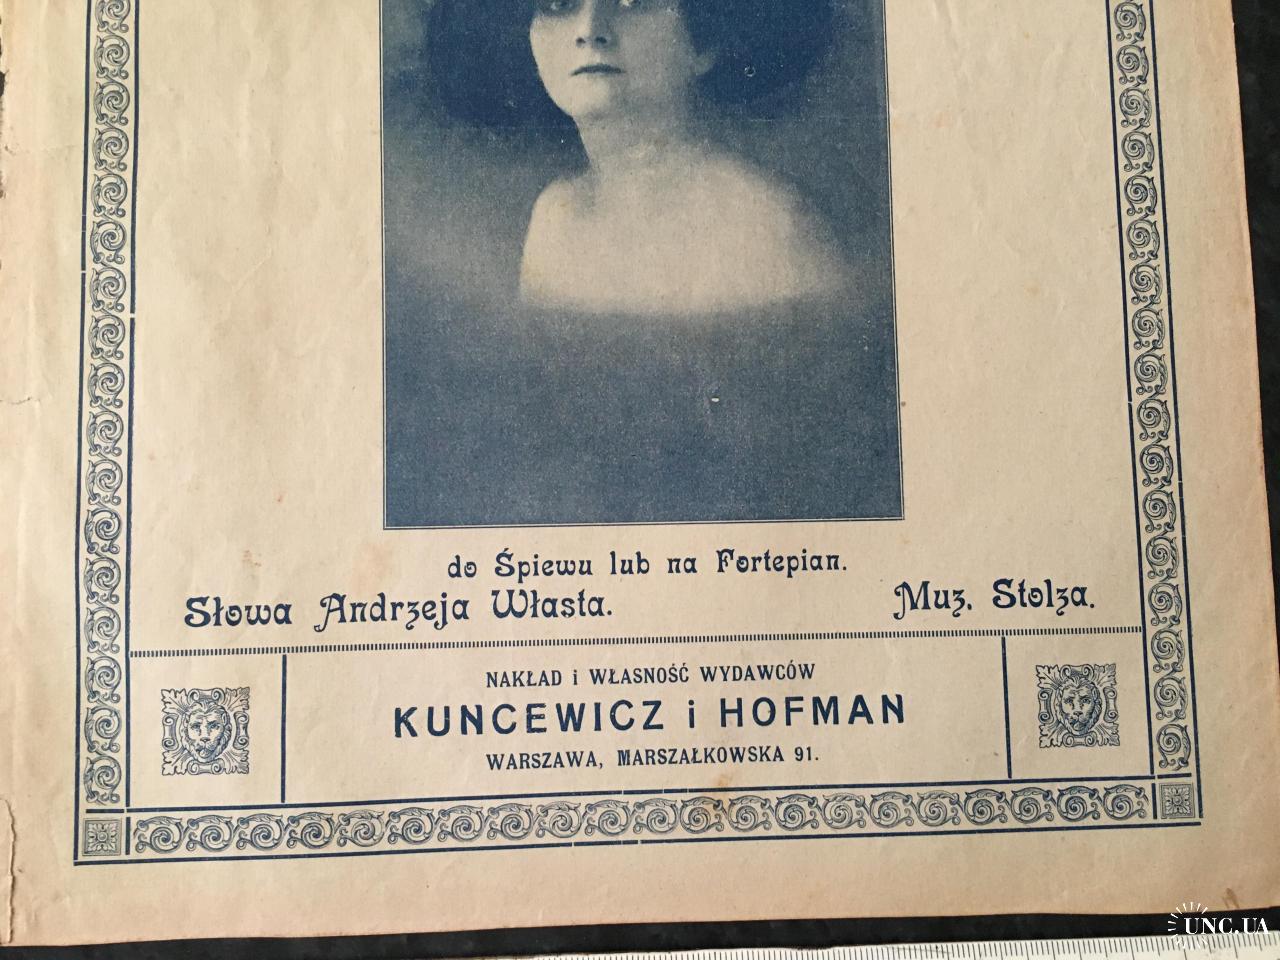 do Śpiewu lub na Fortepian.
Słowa Andrzeja Własta.
Muz. Stolza.
NAKŁAD i WŁASNOŚĆ WYDAWCÓW
KUNCEWICZ i HOFMAN
WARSZAWA, MARSZAŁKOWSKA 91.
UNC.UA